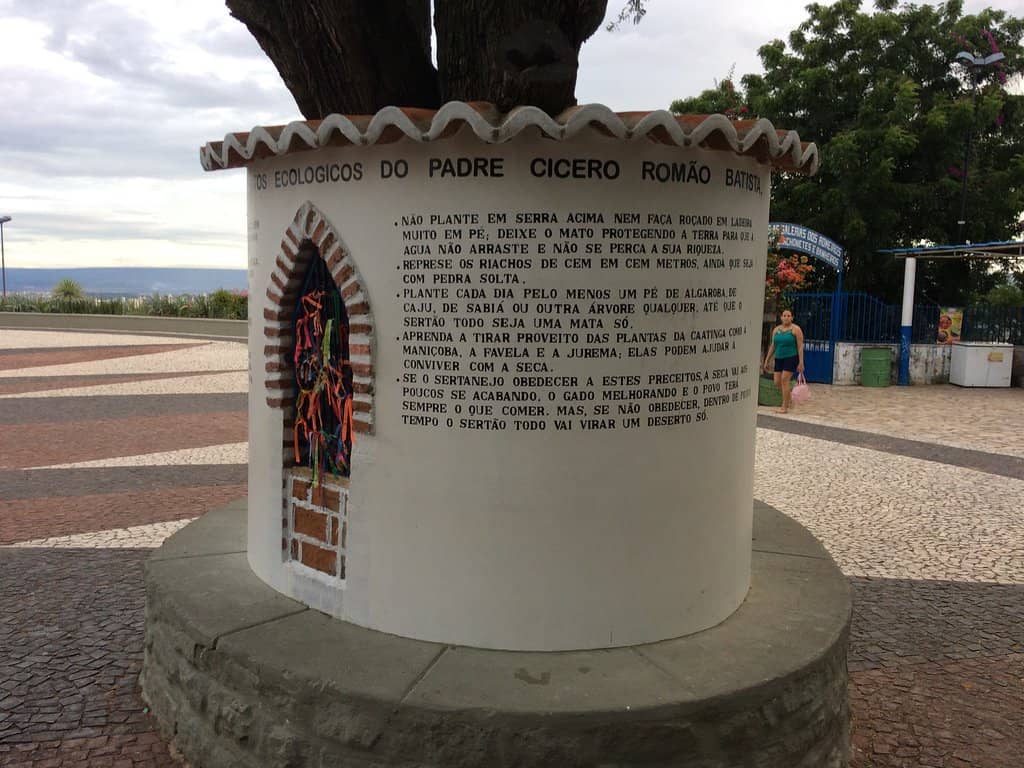 TOS ECOLOGICOS DO PADRE CICERO ROMÃO BATISTA,
. NÃO PLANTE EM SERRA ACIMA NEM FAÇA ROÇADO EM LADEIRA
MUITO EM PÉ; DEIXE O MATO PROTEGENDO A TERRA PARA QUE A
AGUA NÃO ARRASTE E NÃO SE PERCA A SUA RIQUEZA.
. REPRESE OS RIACHOS DE CEM EM CEM METROS, AINDA QUE SEJA
COM PEDRA SOLTA.
. PLANTE CADA DIA PELO MENOS UM PÉ DE ALGAROBA, DE
CAJU, DE SABIÁ OU OUTRA ÁRVORE QUALQUER, ATÉ QUE O
SERTÃO TODO SEJA UMA MATA SÓ.
. APRENDA A TIRAR PROVEITO DAS PLANTAS DA CAATINGA COMO A
MANIÇOBA, A FAVELA E A JUREMA; ELAS PODEM AJUDAR A
CONVIVER COM A SECA.
. SE O SERTANEJO OBEDECER A ESTES PRECEITOS, A SECA VAI AOS
POUCOS SE ACABANDO, O GADO MELHORANDO E O POVO TERÁ
SEMPRE O QUE COMER. MAS, SE NÃO OBEDECER, DENTRO DE POUCO
TEMPO O SERTÃO TODO VAI VIRAR UM DESERTO SÓ.
GALERIAS DOS ROMEIROS